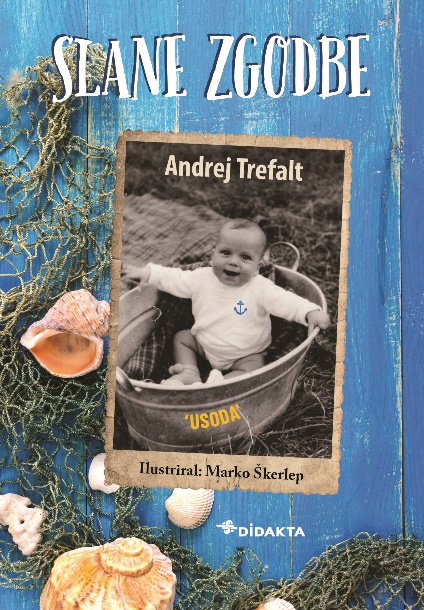 SLANE ZGODBE
Andrej Trefalt
'USODA'
Ilustriral: Marko Škerlep
DiDAKTA